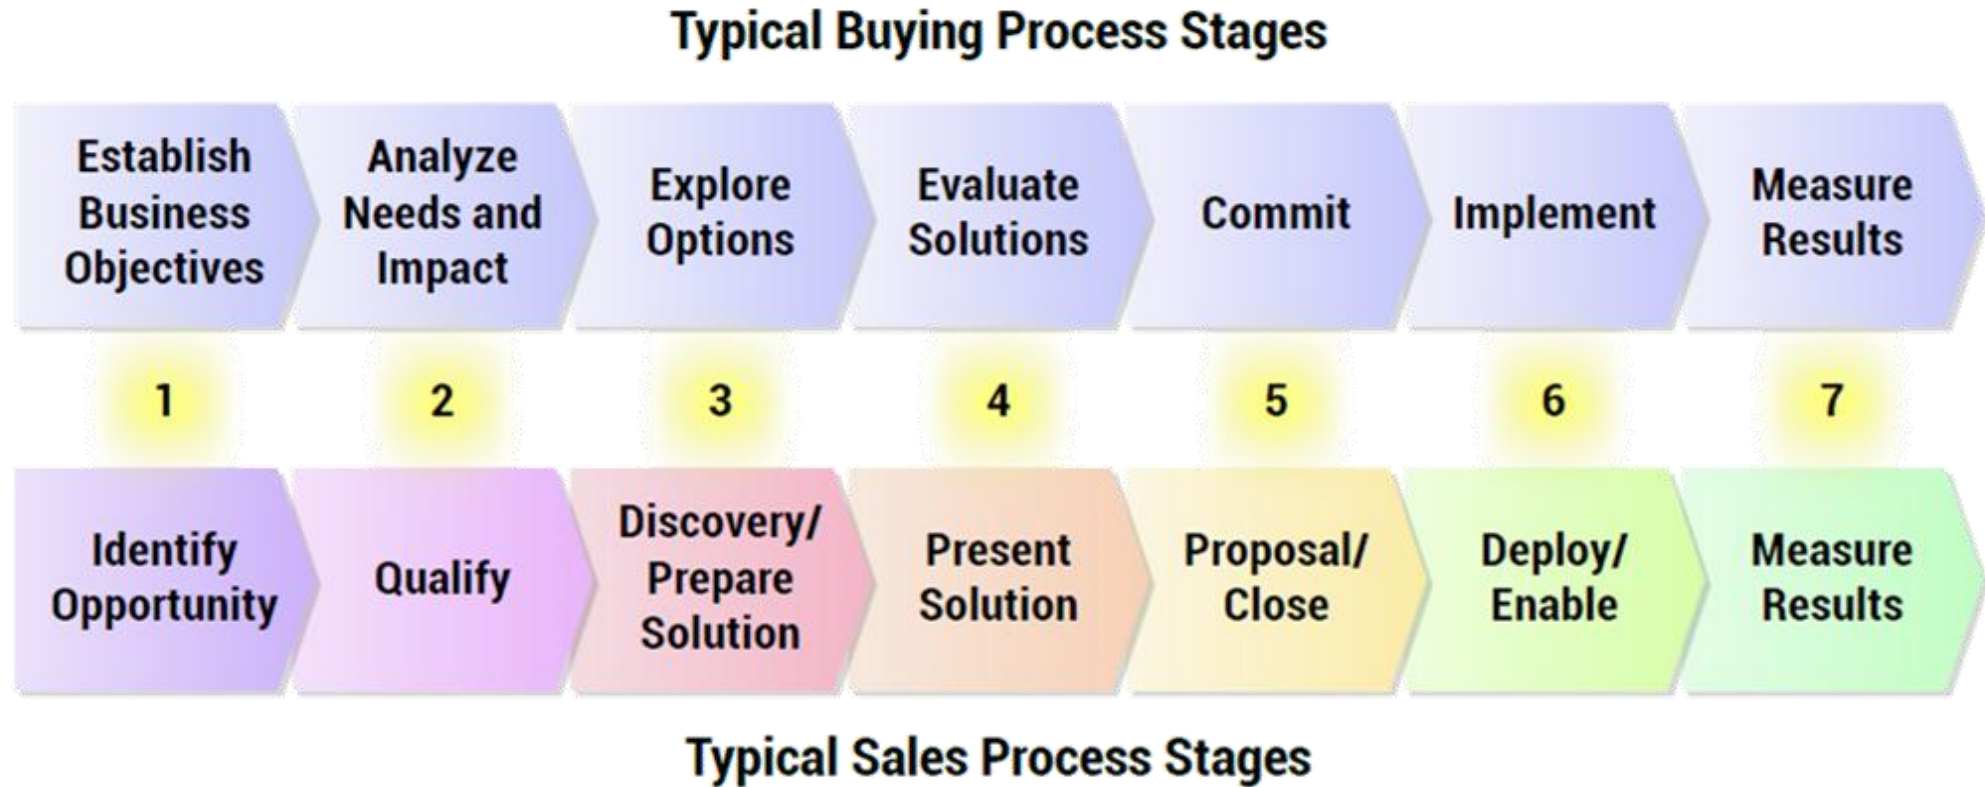 Typical Buying Process Stages
Establish
Business
Objectives
Analyze
Needs and
Impact
Explore
Options
Evaluate
Solutions
Commit
Implement
Measure
Results
1
2
3
4
5
6
7
Identify
Opportunity
Qualify
Discovery/
Prepare
Solution
Present
Solution
Proposal/
Close
Deploy/
Enable
Measure
Results
Typical Sales Process Stages